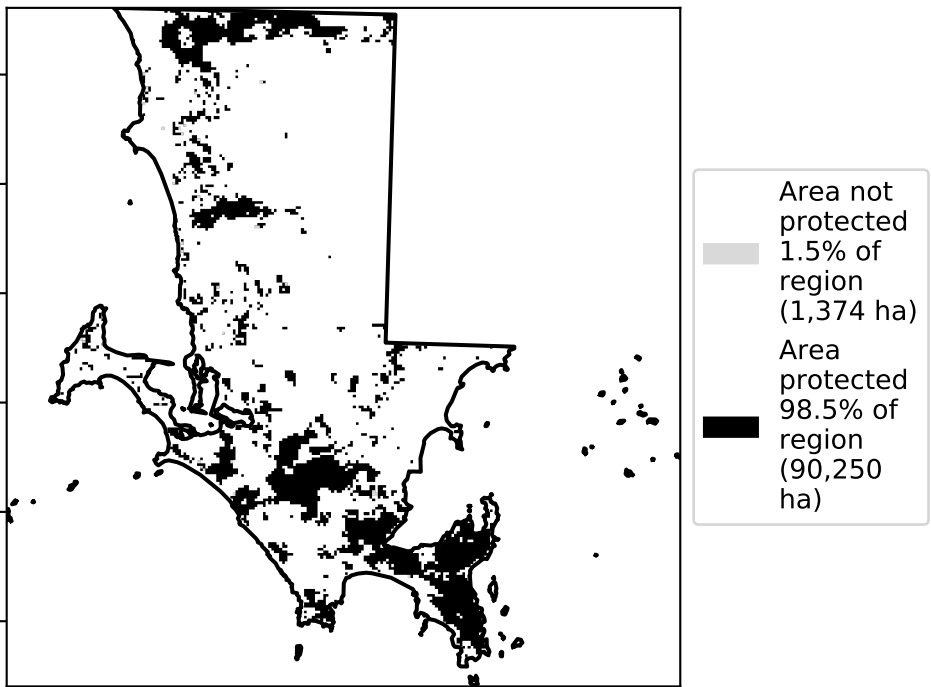 Area not
protected
1.5% of
region
(1,374 ha)
Area
protected
98.5% of
region
(90,250
ha)